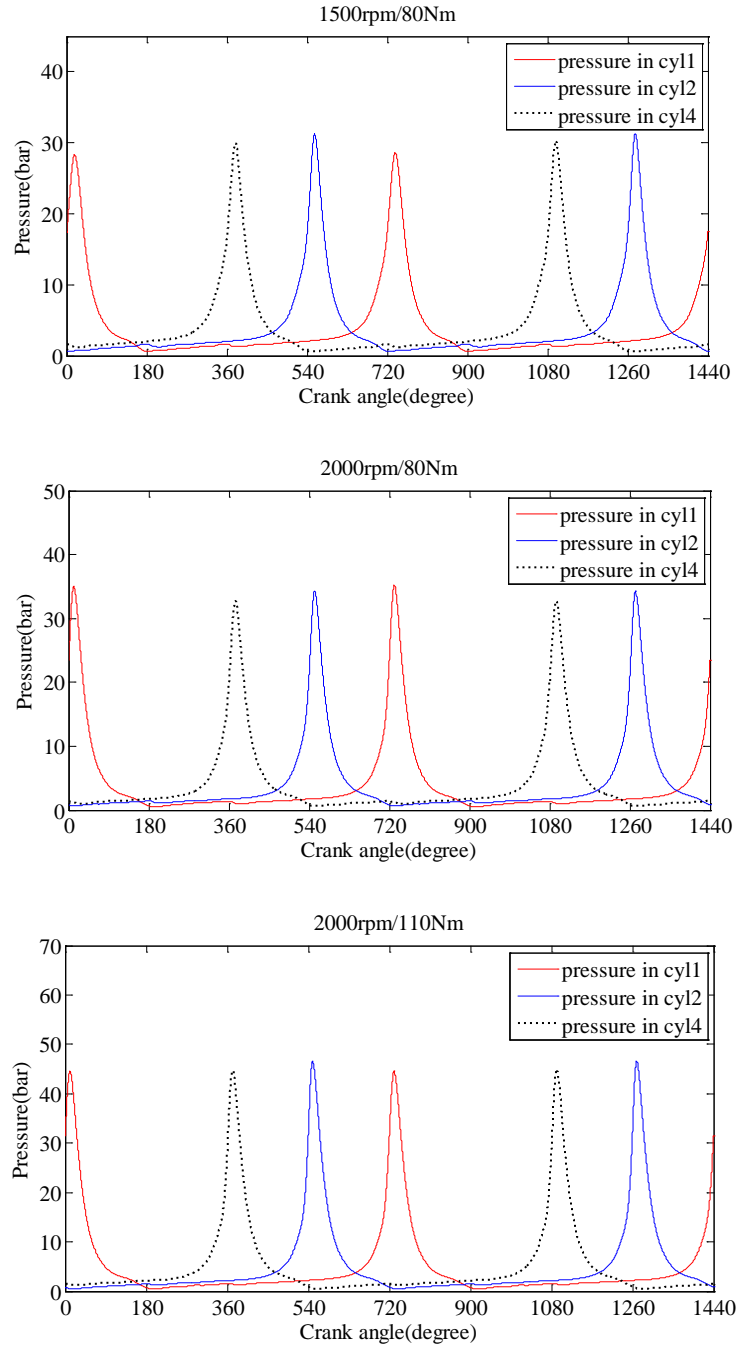 1500rpm/80Nm
pressure in cyl1
pressure in cyl2
pressure in cyl4
Pressure(bar)
40
30
20
10
0
0 180 360 540 720 900 1080 1260 1440
Crank angle(degree)
2000rpm/80Nm
pressure in cyl1
pressure in cyl2
pressure in cyl4
Pressure(bar)
50
40
30
20
10
0
0 180 360 540 720 900 1080 1260 1440
Crank angle(degree)
2000rpm/110Nm
pressure in cyl1
pressure in cyl2
pressure in cyl4
Pressure(bar)
70
60
50
40
30
20
10
0
0 180 360 540 720 900 1080 1260 1440
Crank angle(degree)